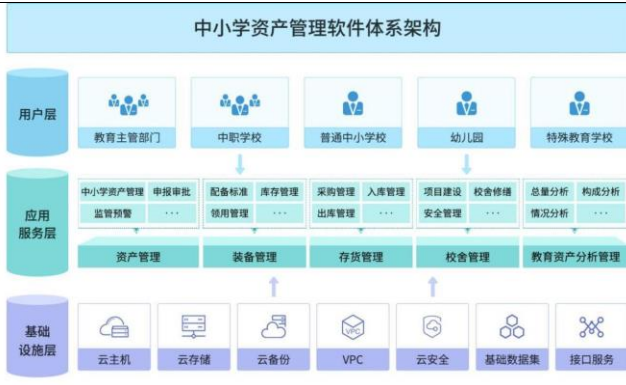 中小学资产管理软件体系架构
用户层
教育主管部门 中职学校 普通中小学校 幼儿园 特殊教育学校
应用
服务层
中小学资产管理 申报审批 配备标准 库存管理 采购管理 入库管理 项目建设 校舍修缮 总量分析 构成分析
监管预警 ··· 领用管理 ··· 出库管理 ··· 安全管理 ··· 情况分析 ···
资产管理 装备管理 存货管理 校舍管理 教育资产分析管理
基础
设施层
VPC
云主机 云存储 云备份 VPC 云安全 基础数据集 接口服务